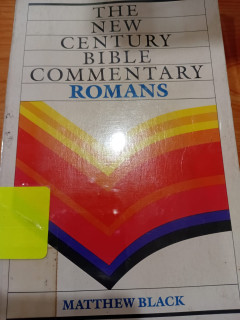 THE
NEW
CENTURY
BIBLE
COMMENTARY
ROMANS
MATTHEW BLACK